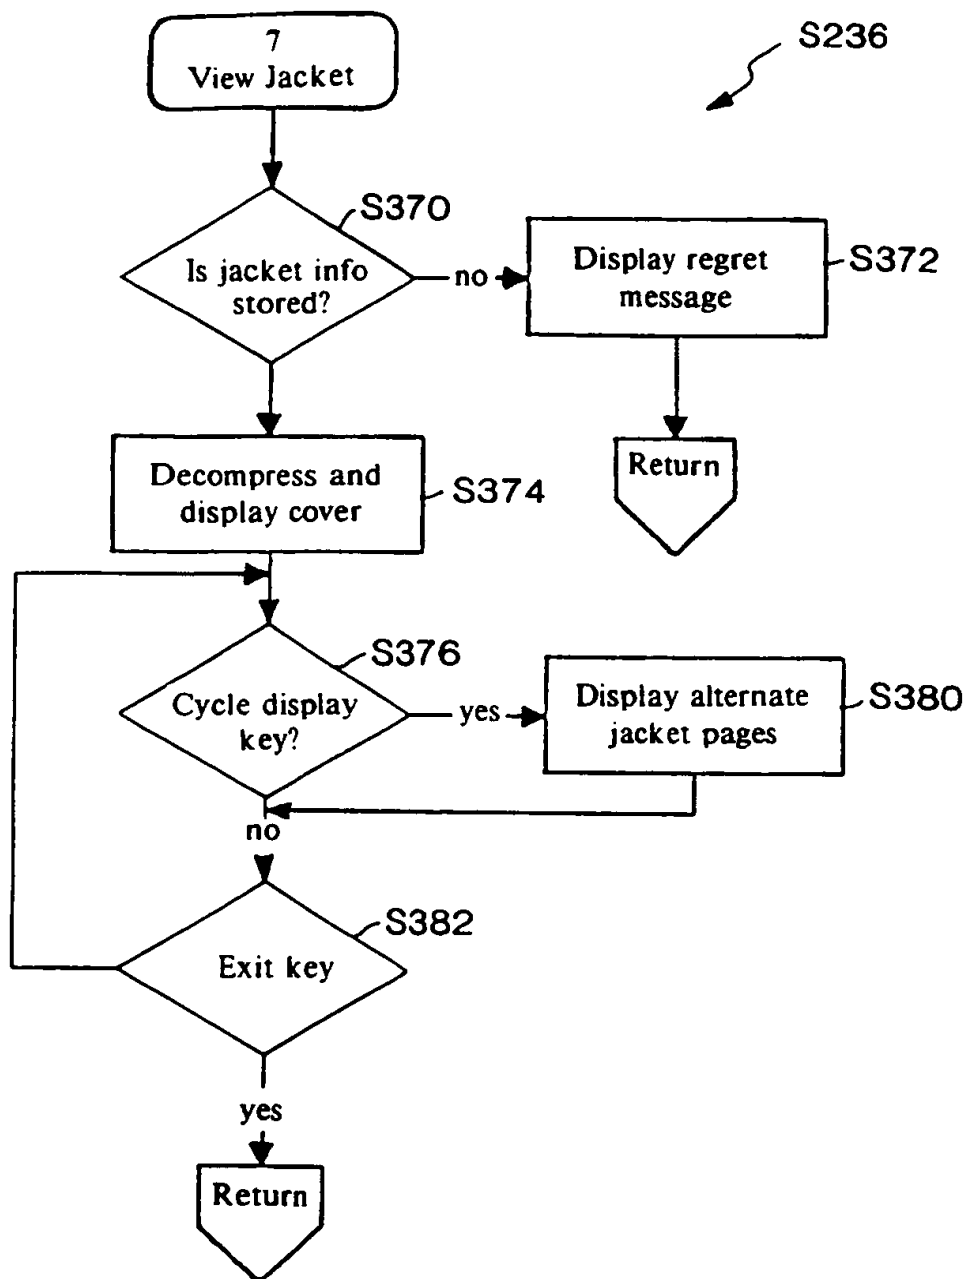 7
View Jacket
S236
S370
Is jacket info
stored?
no
Display regret
message
S372
Return
Decompress and
display cover
S374
S376
Cycle display
key?
yes
Display alternate
jacket pages
S380
no
S382
Exit key
yes
Return